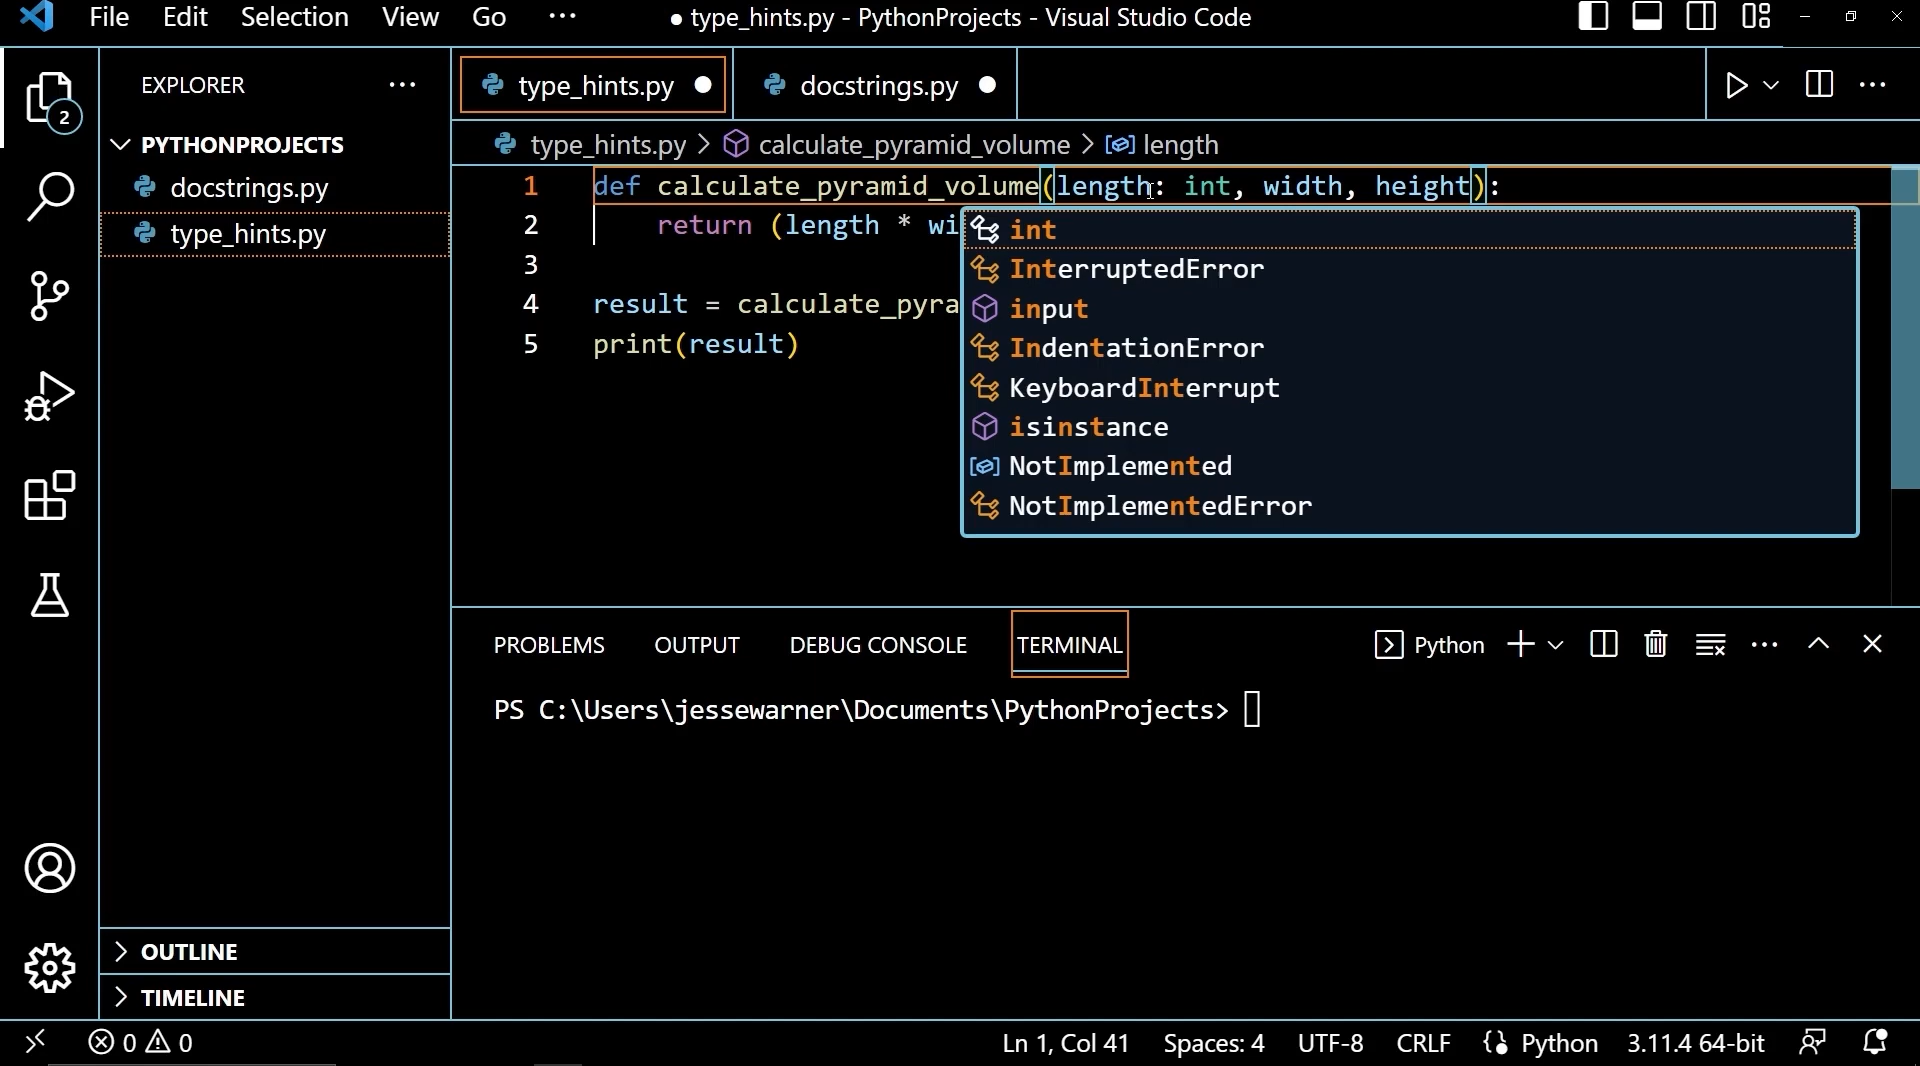 File Edit Selection View Go ... ● type_hints.py - PythonProjects - Visual Studio Code
EXPLORER ...
2
PYTHONPROJECTS
docstrings.py
type_hints.py
OUTLINE
TIMELINE
type_hints.py docstrings.py
type_hints.py > calculate_pyramid_volume > length
1 def calculate_pyramid_volume(length: int, width, height):
2 return (length * wi
3
4 result = calculate_pyra
5 print(result)
int
InterruptedError
input
IndentationError
KeyboardInterrupt
isinstance
NotImplemented
NotImplementedError
PROBLEMS OUTPUT DEBUG CONSOLE TERMINAL Python
PS C:\Users\jessewarner\Documents\PythonProjects>
0 0 Ln 1, Col 41 Spaces: 4 UTF-8 CRLF Python 3.11.4 64-bit